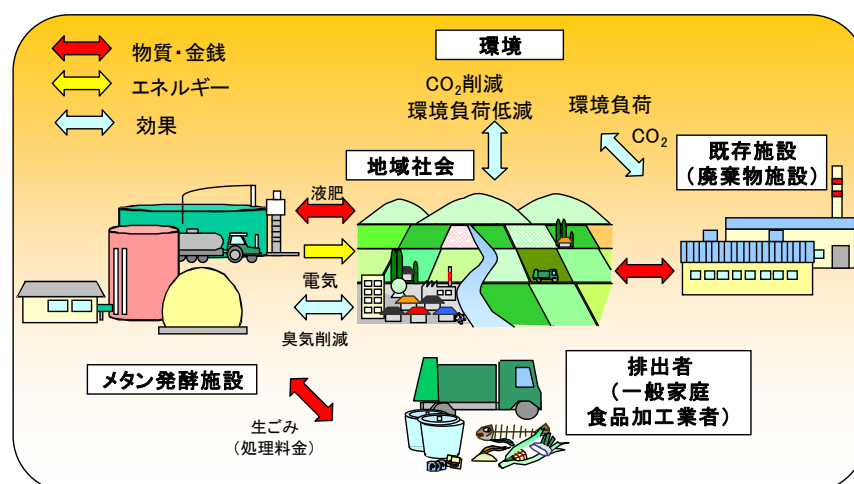 物質・金銭
エネルギー
効果
環境
CO₂削減
環境負荷低減
環境負荷
CO₂
既存施設
（廃棄物施設）
地域社会
液肥
電気
臭気削減
メタン発酵施設
生ごみ
（処理料金）
排出者
（一般家庭
食品加工業者）